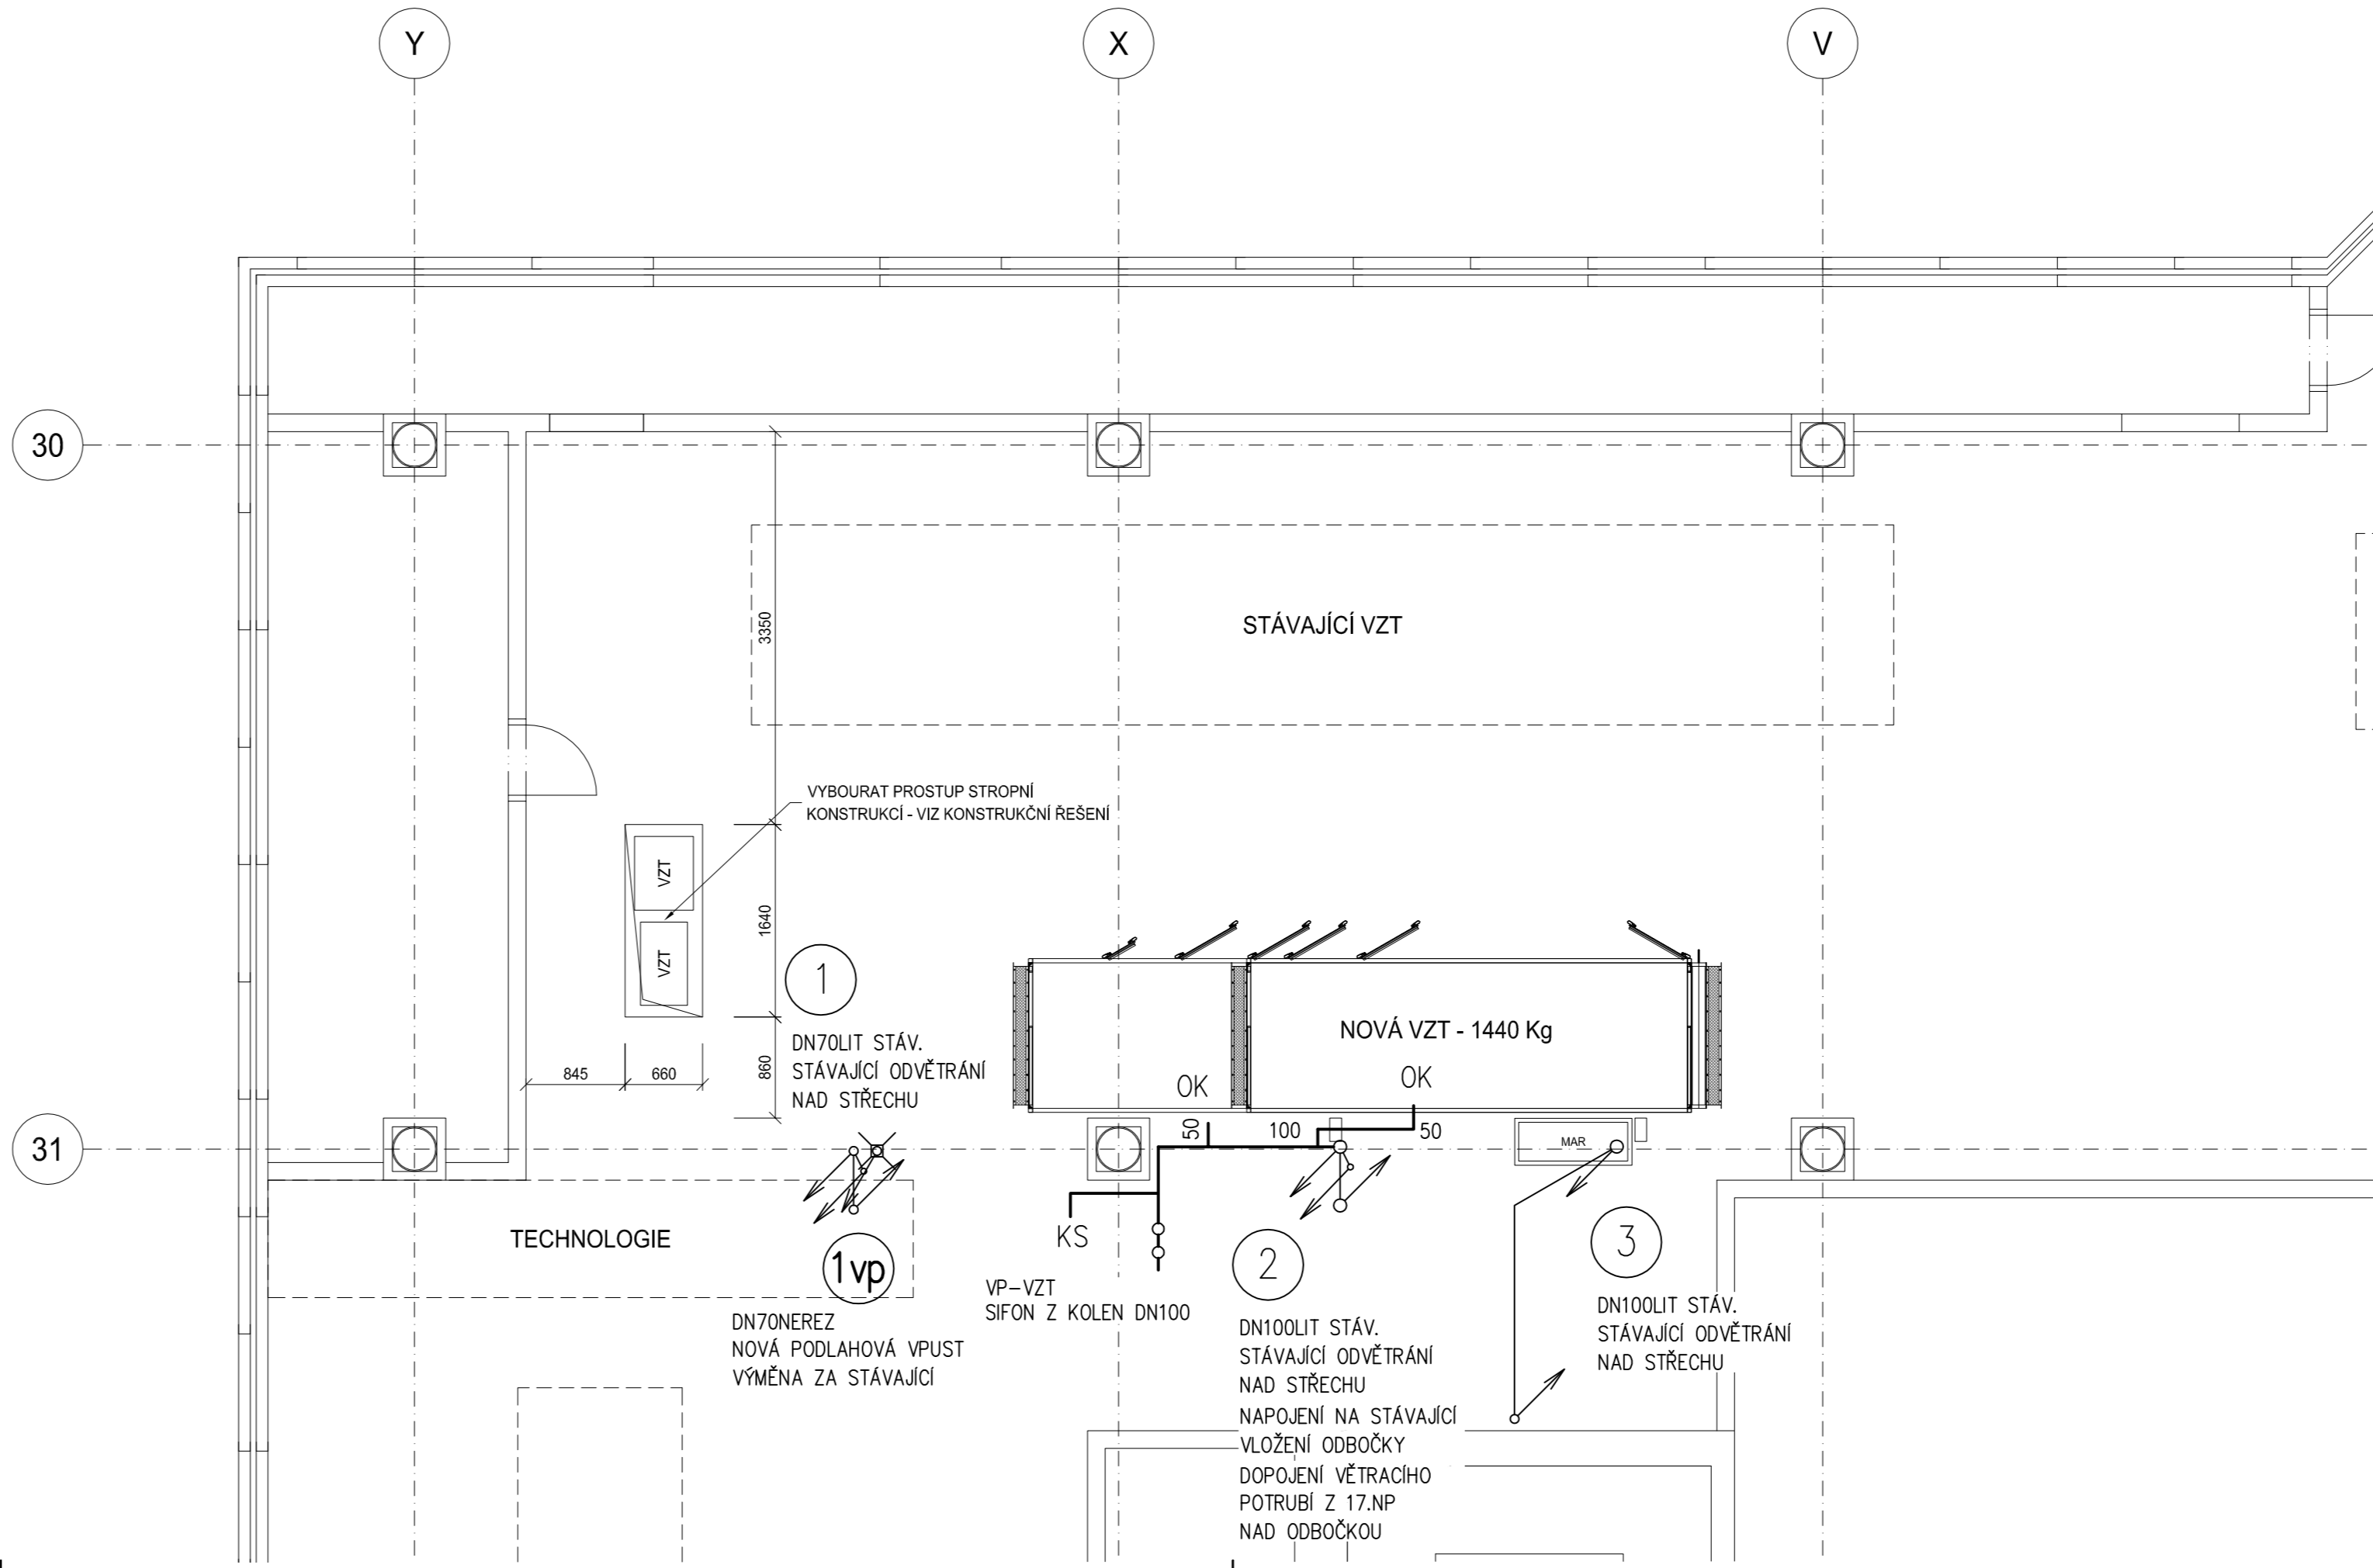 Y
X
V
30
3350
STÁVAJÍCÍ VZT
VYBOURAT PROSTUP STROPNÍ
KONSTRUKCÍ - VIZ KONSTRUKČNÍ ŘEŠENÍ
VZT
VZT
1640
1
DN70LIT STÁV.
STÁVAJÍCÍ ODVĚTRÁNÍ
NAD STŘECHU
845
660
860
NOVÁ VZT - 1440 Kg
OK
OK
31
50
100
50
MAR
TECHNOLOGIE
1vp
DN70NEREZ
NOVÁ PODLAHOVÁ VPUST
VÝMĚNA ZA STÁVAJÍCÍ
KS
VP-VZT
SIFON Z KOLEN DN100
2
DN100LIT STÁV.
STÁVAJÍCÍ ODVĚTRÁNÍ
NAD STŘECHU
NAPOJENÍ NA STÁVAJÍCÍ
VLOŽENÍ ODBOČKY
DOPOJENÍ VĚTRACÍHO
POTRUBÍ Z 17.NP
NAD ODBOČKOU
3
DN100LIT STÁV.
STÁVAJÍCÍ ODVĚTRÁNÍ
NAD STŘECHU